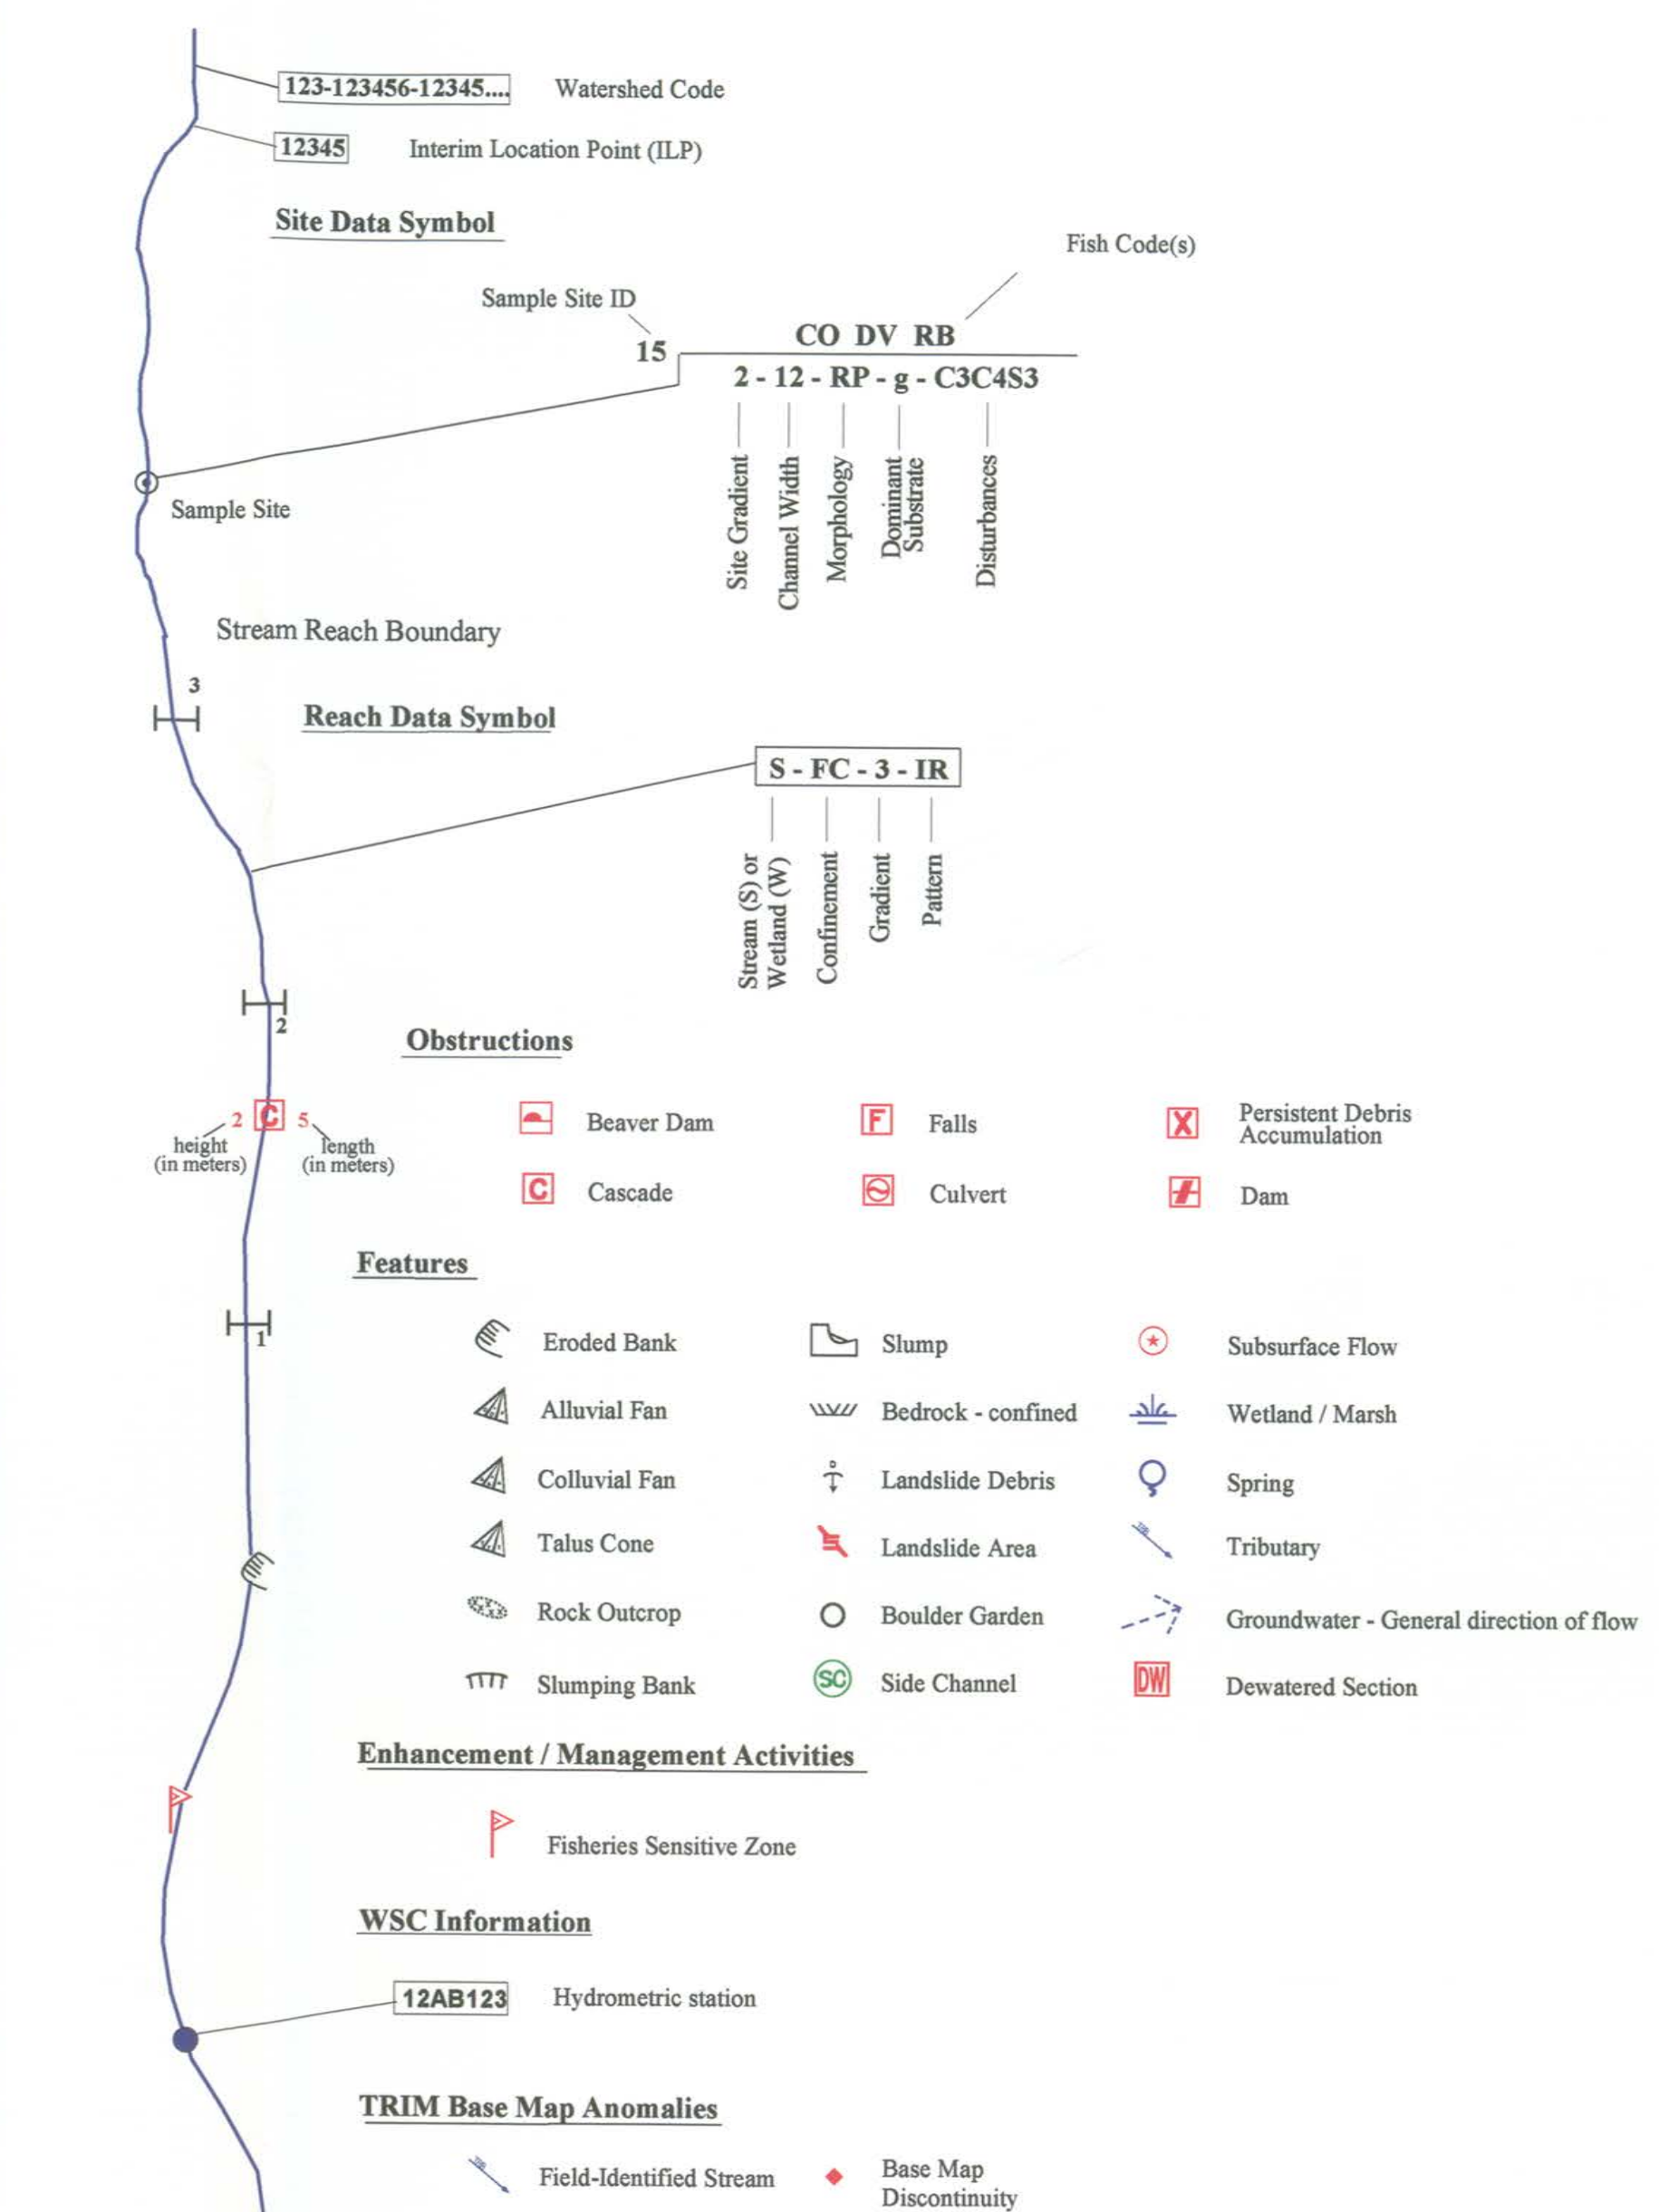 123-123456-12345....
Watershed Code
12345
Interim Location Point (ILP)
Site Data Symbol
Fish Code(s)
Sample Site ID
15
CO DV RB
2 - 12 - RP - g - C3C4S3
Site Gradient
Channel Width
Morphology
Dominant
Substrate
Disturbances
Sample Site
Stream Reach Boundary
3
Reach Data Symbol
S - FC - 3 - IR
Stream (S) or
Wetland (W)
Confinement
Gradient
Pattern
2
Obstructions
2 C 5
height
(in meters)
length
(in meters)
Beaver Dam
F Falls
X Persistent Debris
Accumulation
C Cascade
Culvert
Dam
Features
1
Eroded Bank
Slump
Subsurface Flow
Alluvial Fan
Bedrock - confined
Wetland / Marsh
Colluvial Fan
Landslide Debris
Spring
Talus Cone
Landslide Area
Tributary
Rock Outcrop
Boulder Garden
Groundwater - General direction of flow
Slumping Bank
SC Side Channel
DW Dewatered Section
Enhancement / Management Activities
Fisheries Sensitive Zone
WSC Information
12AB123
Hydrometric station
TRIM Base Map Anomalies
Field-Identified Stream
Base Map
Discontinuity